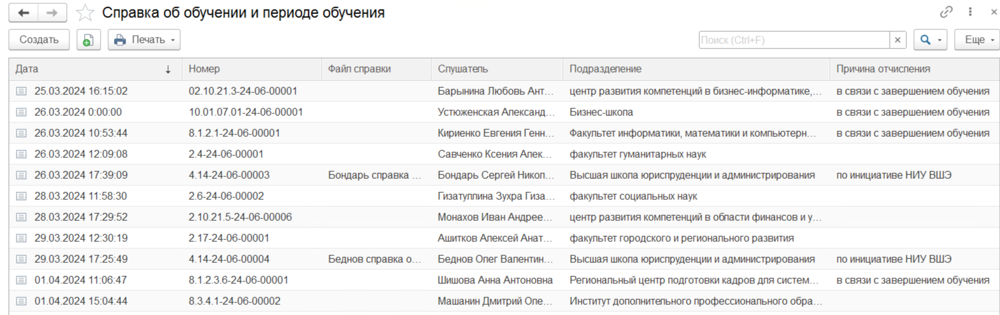 Справка об обучении и периоде обучения
Создать Печать Поиск (Ctrl+F) Еще
Дата Номер Файл справки Слушатель Подразделение Причина отчисления
25.03.2024 16:15:02 02.10.21.3-24-06-00001 Барынина Любовь Ант... центр развития компетенций в бизнес-информатике,... в связи с завершением обучения
26.03.2024 0:00:00 10.01.07.01-24-06-00001 Устюженская Александ... Бизнес-школа в связи с завершением обучения
26.03.2024 10:53:44 8.1.2.1-24-06-00001 Кириенко Евгения Генн... Факультет информатики, математики и компьютерн... в связи с завершением обучения
26.03.2024 12:09:08 2.4-24-06-00001 Савченко Ксения Алек... факультет гуманитарных наук
26.03.2024 17:39:09 4.14-24-06-00003 Бондарь справка ... Бондарь Сергей Никол... Высшая школа юриспруденции и администрирования по инициативе НИУ ВШЭ
28.03.2024 11:58:30 2.6-24-06-00002 Гизатуллина Зухра Гиза... факультет социальных наук
28.03.2024 17:29:52 2.10.21.5-24-06-00006 Монахов Иван Андрее... центр развития компетенций в области финансов и у...
29.03.2024 12:30:19 2.17-24-06-00001 Ашитков Алексей Анат... факультет городского и регионального развития
29.03.2024 17:25:49 4.14-24-06-00004 Беднов справка о... Беднов Олег Валентин... Высшая школа юриспруденции и администрирования по инициативе НИУ ВШЭ
01.04.2024 11:06:47 8.1.2.3.6-24-06-00001 Шишова Анна Антоновна Региональный центр подготовки кадров для систем... в связи с завершением обучения
01.04.2024 15:04:44 8.3.4.1-24-06-00002 Машанин Дмитрий Оле... Институт дополнительного профессионального обра...